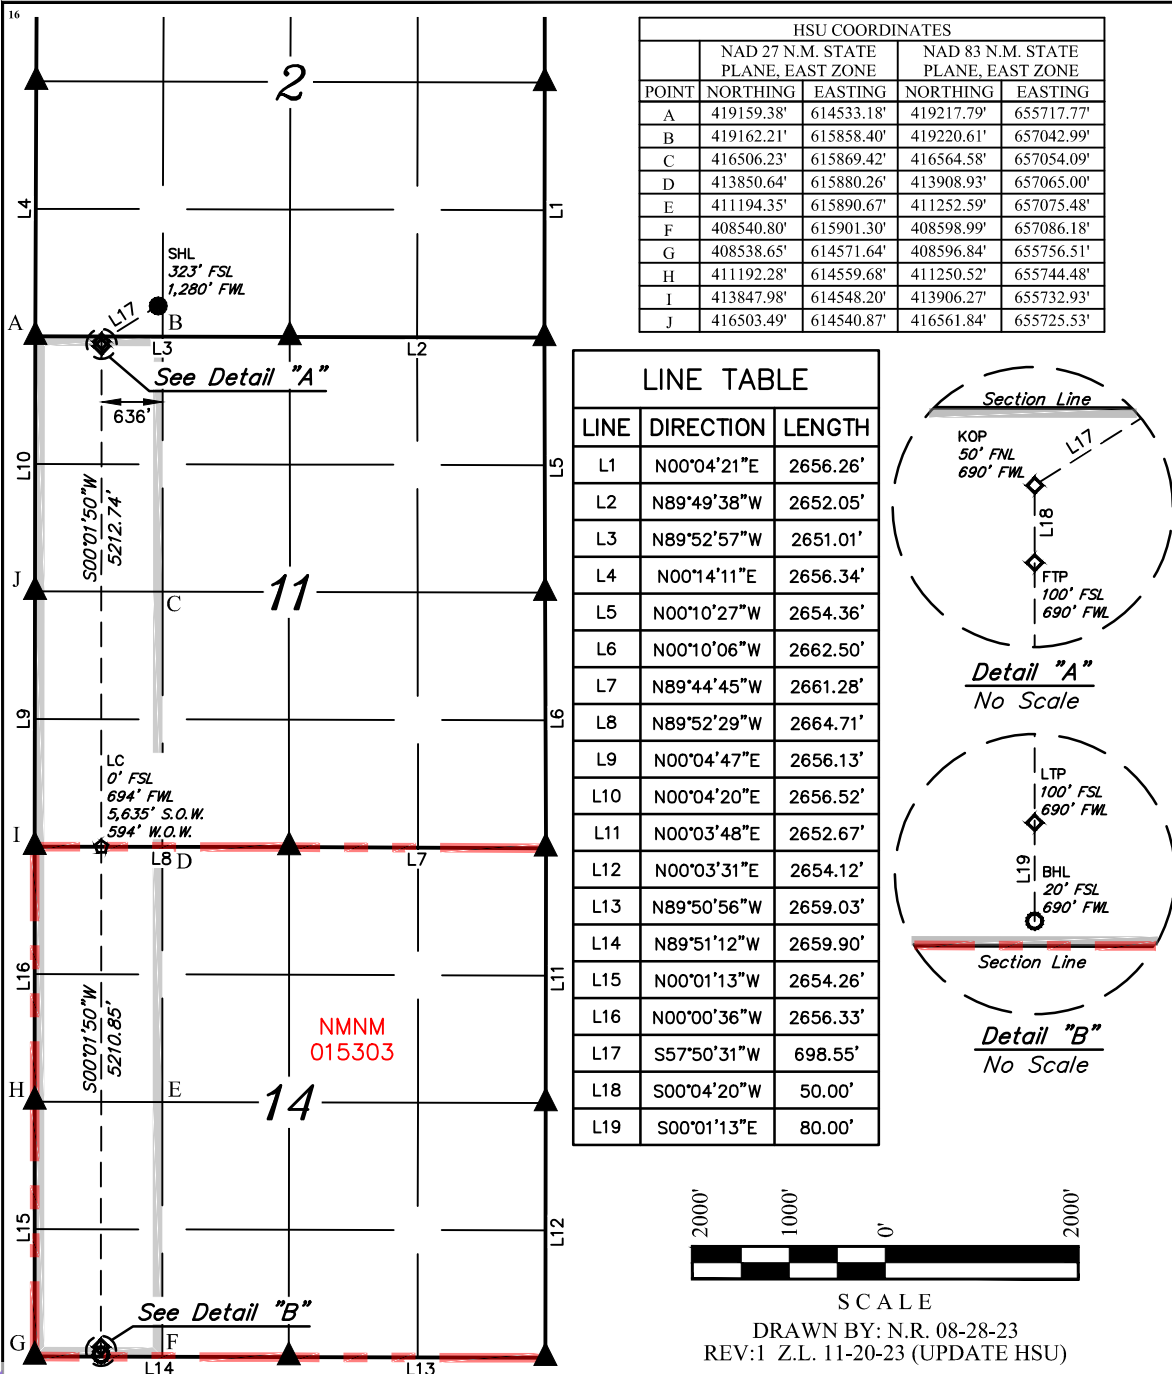 16
2
L4
L1
SHL
323' FSL
1,280' FWL
L17
A
B
L3
L2
See Detail "A"
636'
L10
L5
S00°01'50"W
5212.74'
J
11
C
L9
L6
LC
0' FSL
694' FWL
5,635' S.O.W.
594' W.O.W.
I
L8
D
L7
L16
L11
S00°01'50"W
5210.85'
NMNM
015303
H
E
14
L15
L12
See Detail "B"
G
F
L14
L13
HSU COORDINATES
NAD 27 N.M. STATE PLANE, EAST ZONE NAD 83 N.M. STATE PLANE, EAST ZONE
POINT NORTHING EASTING NORTHING EASTING
A 419159.38' 614533.18' 419217.79' 655717.77'
B 419162.21' 615858.40' 419220.61' 657042.99'
C 416506.23' 615869.42' 416564.58' 657054.09'
D 413850.64' 615880.26' 413908.93' 657065.00'
E 411194.35' 615890.67' 411252.59' 657075.48'
F 408540.80' 615901.30' 408598.99' 657086.18'
G 408538.65' 614571.64' 408596.84' 655756.51'
H 411192.28' 614559.68' 411250.52' 655744.48'
I 413847.98' 614548.20' 413906.27' 655732.93'
J 416503.49' 614540.87' 416561.84' 655725.53'
LINE TABLE
LINE DIRECTION LENGTH
L1 N00°04'21"E 2656.26'
L2 N89°49'38"W 2652.05'
L3 N89°52'57"W 2651.01'
L4 N00°14'11"E 2656.34'
L5 N00°10'27"W 2654.36'
L6 N00°10'06"W 2662.50'
L7 N89°44'45"W 2661.28'
L8 N89°52'29"W 2664.71'
L9 N00°04'47"E 2656.13'
L10 N00°04'20"E 2656.52'
L11 N00°03'48"E 2652.67'
L12 N00°03'31"E 2654.12'
L13 N89°50'56"W 2659.03'
L14 N89°51'12"W 2659.90'
L15 N00°01'13"W 2654.26'
L16 N00°00'36"W 2656.33'
L17 S57°50'31"W 698.55'
L18 S00°04'20"W 50.00'
L19 S00°01'13"E 80.00'
Section Line
KOP
50' FNL
690' FWL
L17
L18
FTP
100' FSL
690' FWL
Detail "A"
No Scale
LTP
100' FSL
690' FWL
L19
BHL
20' FSL
690' FWL
Section Line
Detail "B"
No Scale
2000' 1000' 0' 2000'
SCALE
DRAWN BY: N.R. 08-28-23
REV:1 Z.L. 11-20-23 (UPDATE HSU)